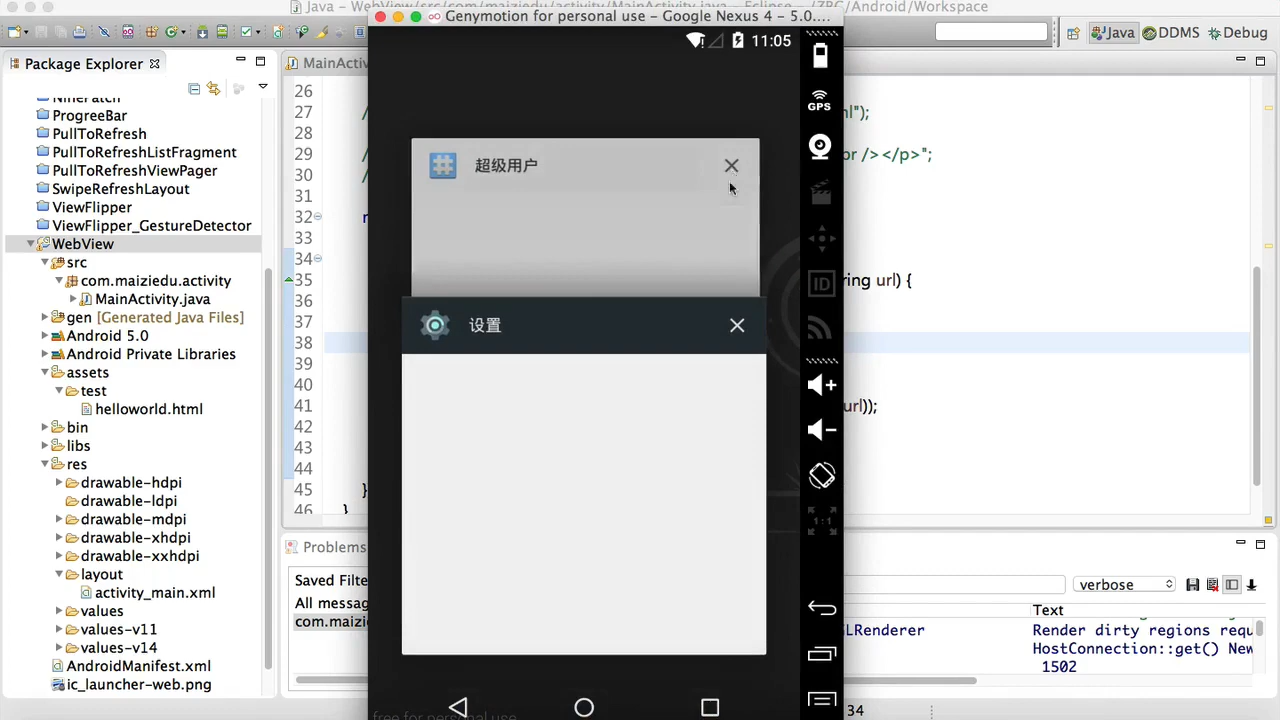 Java – WebView/src/com/maiziedu/activity/MainActivity.java – Eclipse – /ZRC/Android/Workspace
Genymotion for personal use – Google Nexus 4 – 5.0....
Java
DDMS
Debug
Package Explorer
NinePatch
ProgreeBar
PullToRefresh
PullToRefreshListFragment
PullToRefreshViewPager
SwipeRefreshLayout
ViewFlipper
ViewFlipper_GestureDetector
WebView
src
com.maiziedu.activity
MainActivity.java
gen [Generated Java Files]
Android 5.0
Android Private Libraries
assets
test
helloworld.html
bin
libs
res
drawable-hdpi
drawable-ldpi
drawable-mdpi
drawable-xhdpi
drawable-xxhdpi
layout
activity_main.xml
values
values-v11
values-v14
AndroidManifest.xml
ic_launcher-web.png
MainActiv
26
27
28
29
30
31
32
33
34
35
36
37
38
39
40
41
42
43
44
45
46
}
}
ml");
br /></p>";
ring url) {
url));
11:05
超级用户
设置
free for personal use
GPS
ID
1:1
Problems
Saved Filte
All messag
com.maizie
verbose
Text
LRenderer
Render dirty regions requ
HostConnection::get() New
1502
34